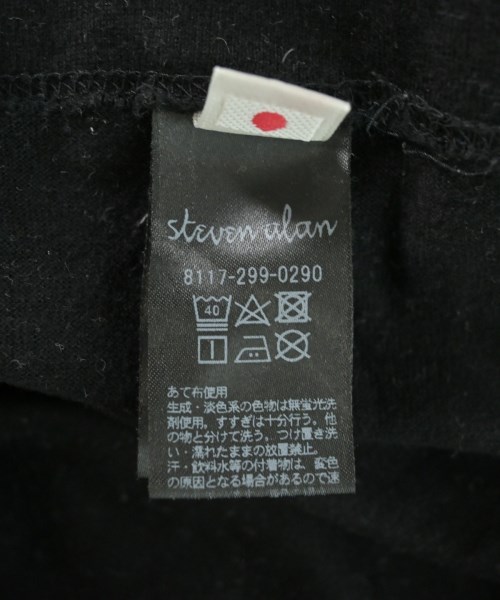 steven alan
8117-299-0290
40
あて布使用
生成・淡色系の色物は無蛍光洗
剤使用。すすぎは十分行う。他
の物と分けて洗う。つけ置き洗
い・濡れたままの放置禁止。
汗・飲料水等の付着物は、変色
の原因となる場合があるので速